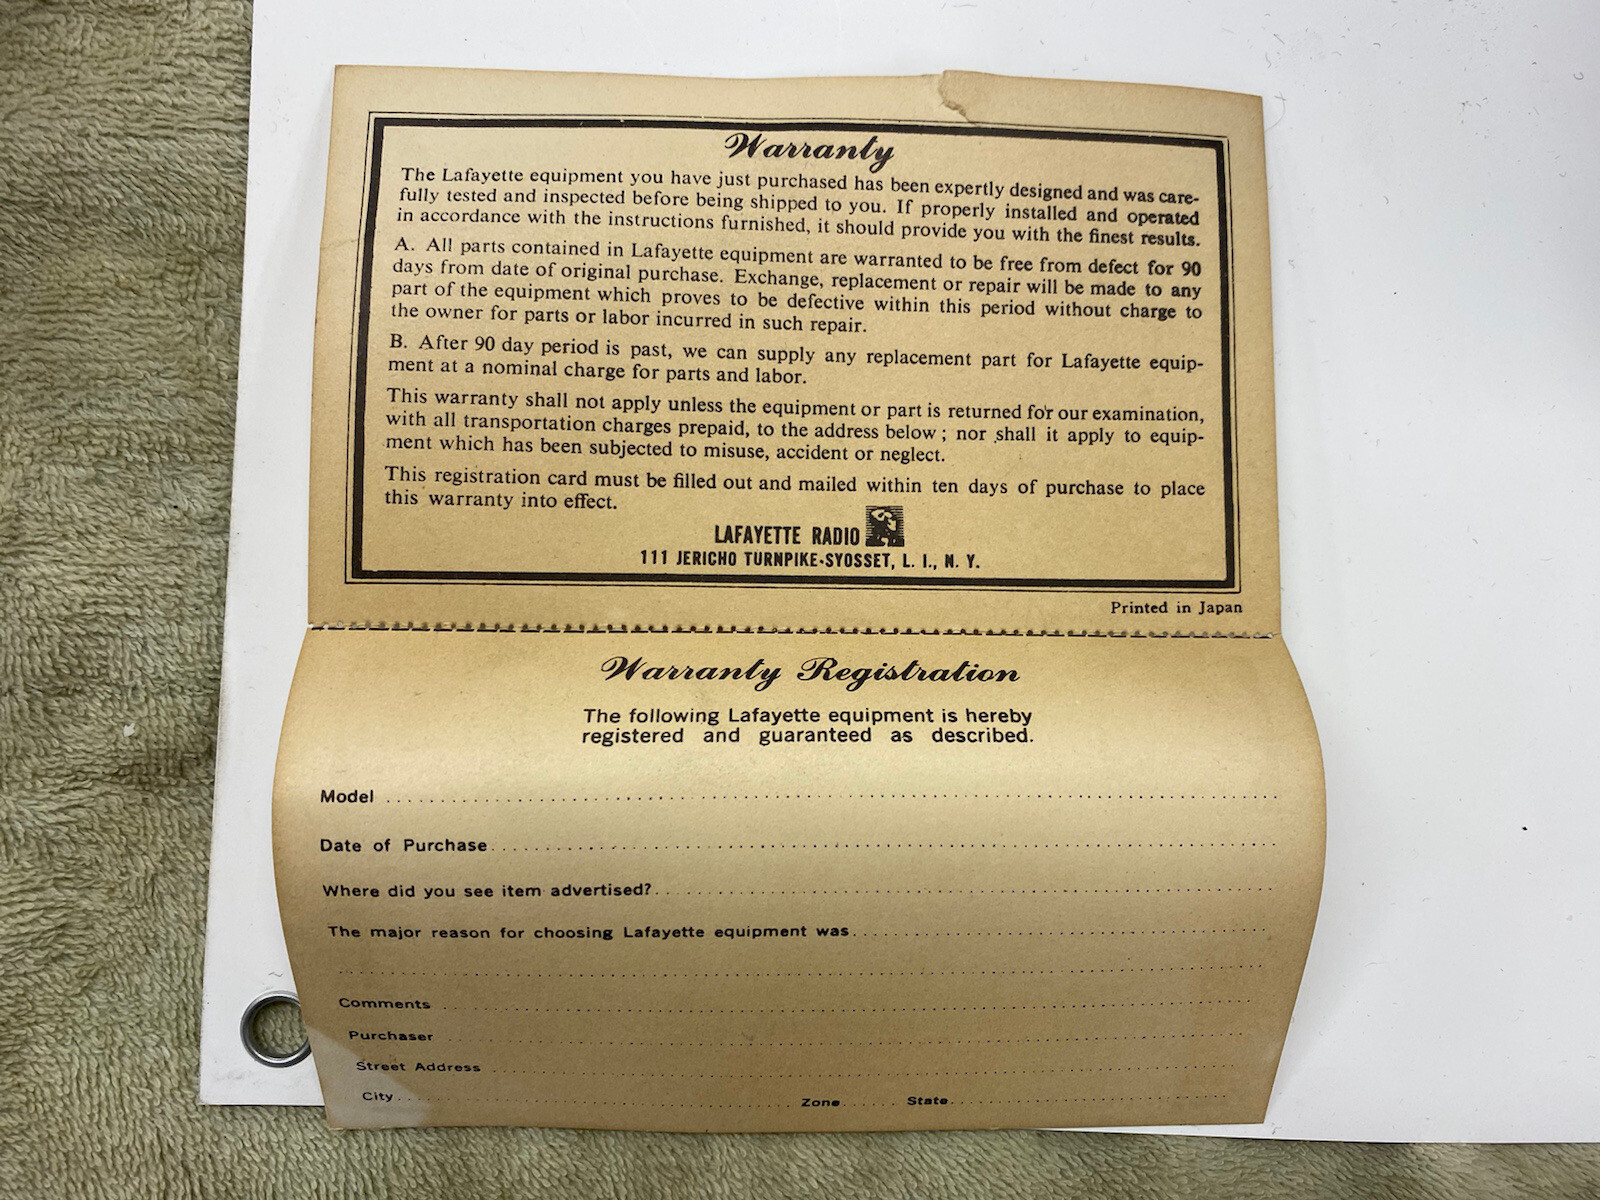 Warranty
The Lafayette equipment you have just purchased has been expertly designed and was care-
fully tested and inspected before being shipped to you. If properly installed and operated
in accordance with the instructions furnished, it should provide you with the finest results.
A. All parts contained in Lafayette equipment are warranted to be free from defect for 90
days from date of original purchase. Exchange, replacement or repair will be made to any
part of the equipment which proves to be defective within this period without charge to
the owner for parts or labor incurred in such repair.
B. After 90 day period is past, we can supply any replacement part for Lafayette equip-
ment at a nominal charge for parts and labor.
This warranty shall not apply unless the equipment or part is returned for our examination,
with all transportation charges prepaid, to the address below; nor shall it apply to equip-
ment which has been subjected to misuse, accident or neglect.
This registration card must be filled out and mailed within ten days of purchase to place
this warranty into effect.
LAFAYETTE RADIO
111 JERICHO TURNPIKE-SYOSSET, L. I., N. Y.
Printed in Japan
Warranty Registration
The following Lafayette equipment is hereby
registered and guaranteed as described.
Model
Date of Purchase
Where did you see item advertised?
The major reason for choosing Lafayette equipment was
Comments
Purchaser
Street Address
City Zone State